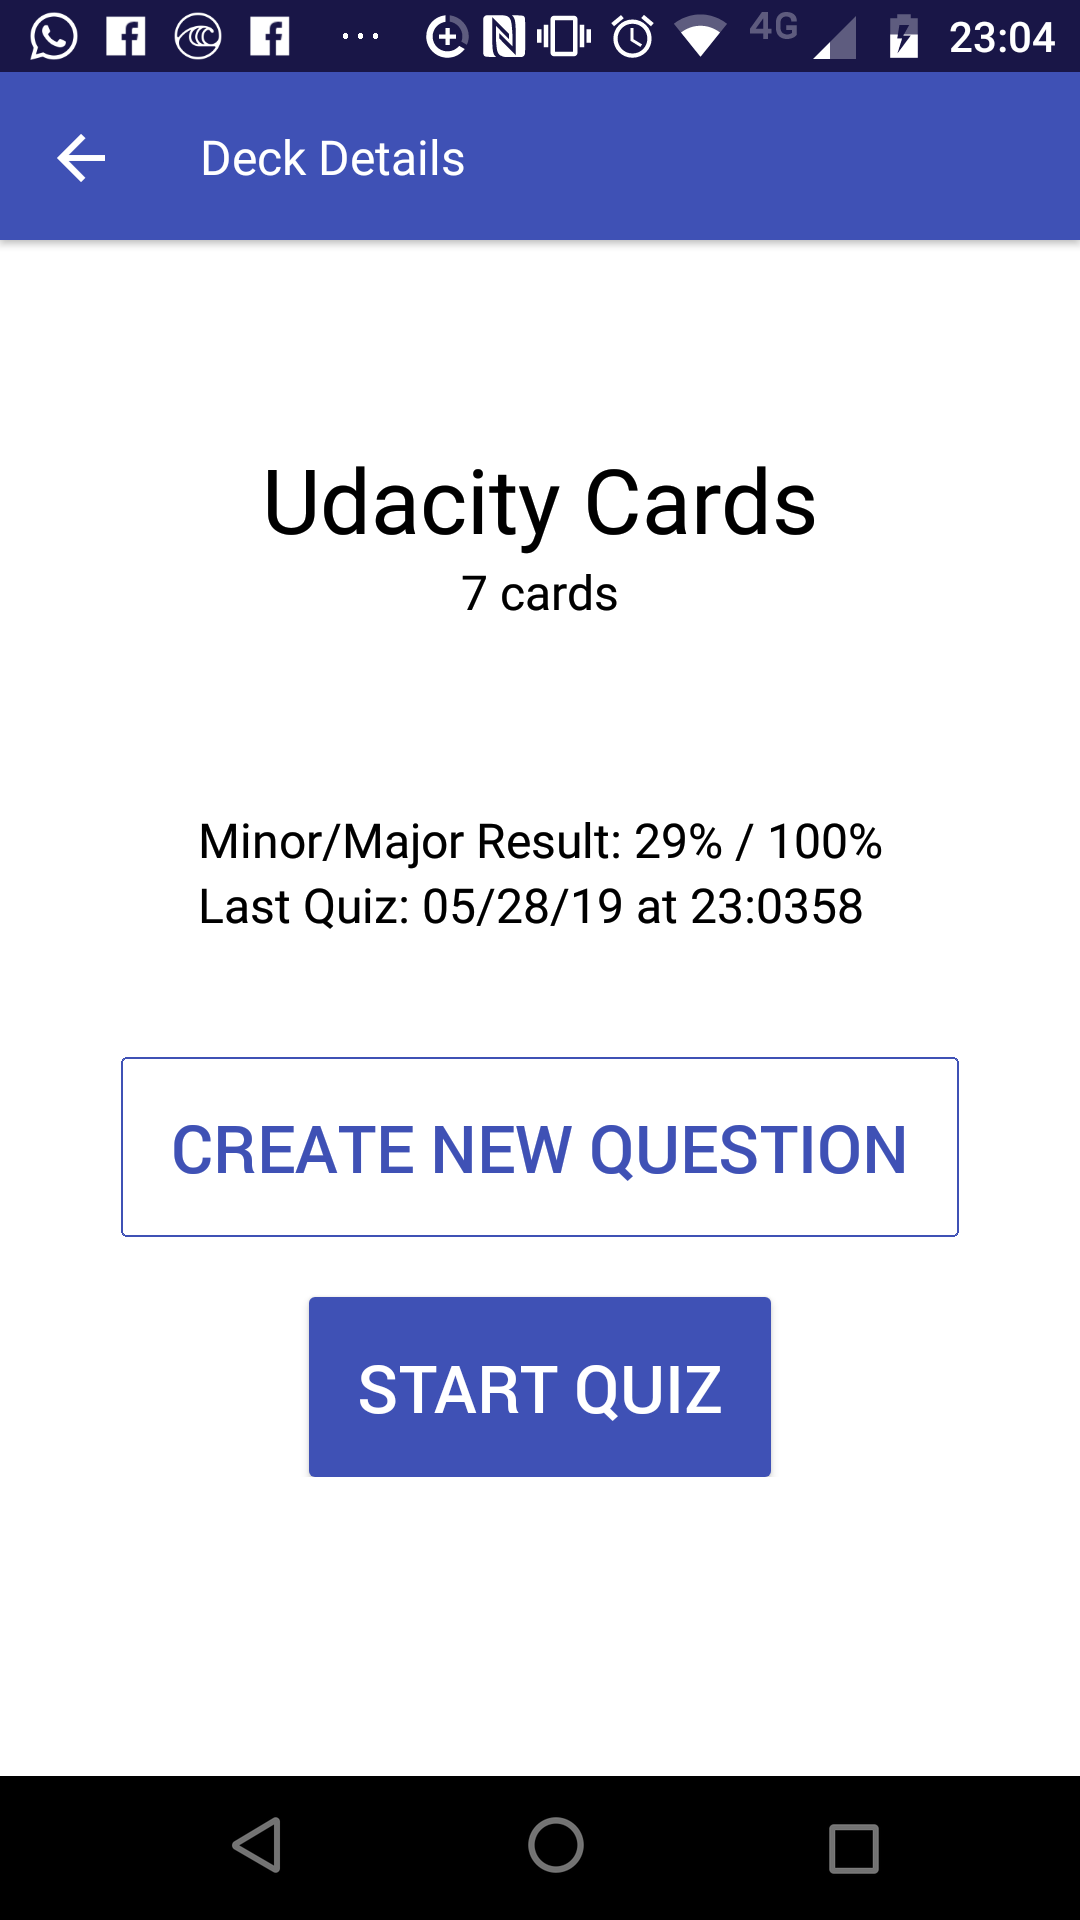 4G 23:04
Deck Details
Udacity Cards
7 cards
Minor/Major Result: 29% / 100%
Last Quiz: 05/28/19 at 23:0358
CREATE NEW QUESTION
START QUIZ